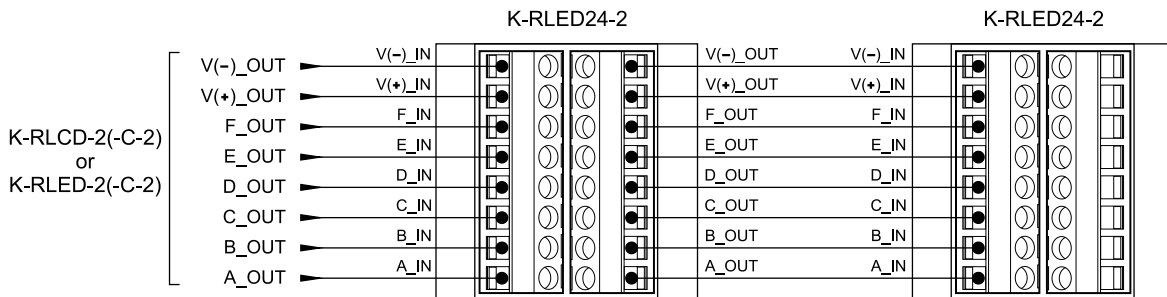 K-RLED24-2 K-RLED24-2
V(−)_OUT V(−)_IN V(−)_OUT V(−)_IN
V(+)_OUT V(+)_IN V(+)_OUT V(+)_IN
F_OUT F_IN F_OUT F_IN
K-RLCD-2(-C-2)
or
K-RLED-2(-C-2)
E_OUT E_IN E_OUT E_IN
D_OUT D_IN D_OUT D_IN
C_OUT C_IN C_OUT C_IN
B_OUT B_IN B_OUT B_IN
A_OUT A_IN A_OUT A_IN